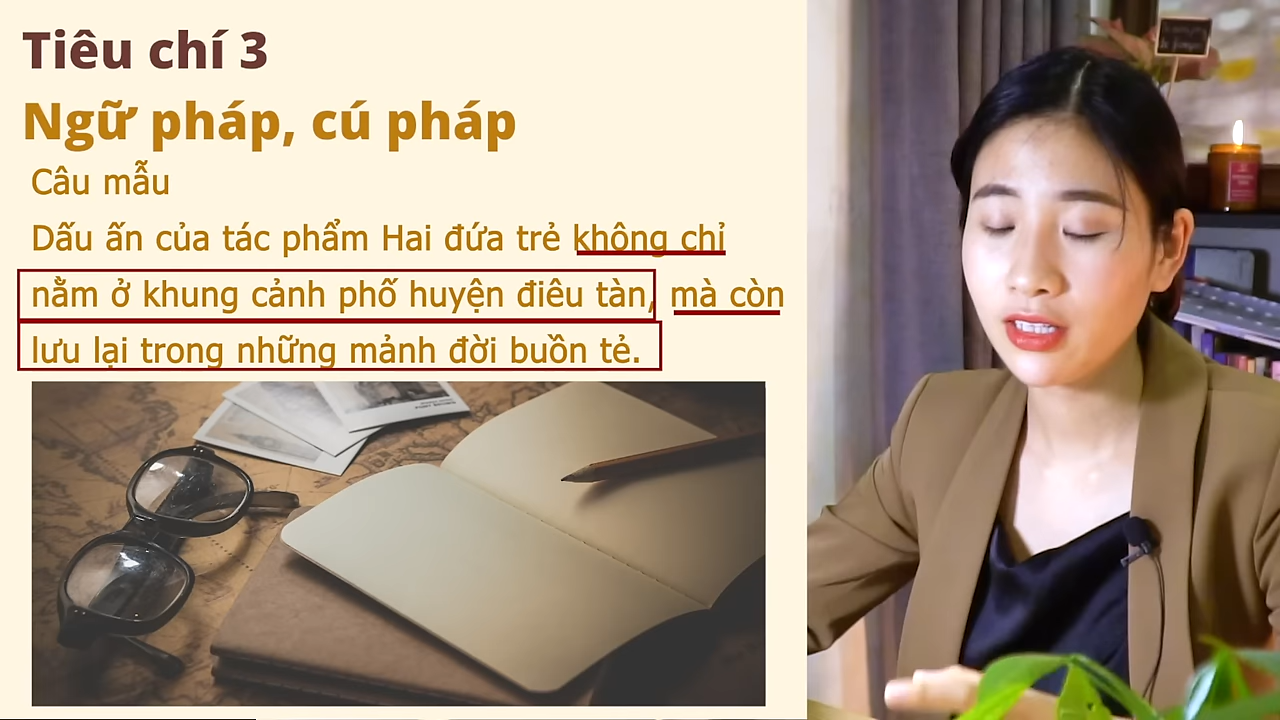 Tiêu chí 3
Ngữ pháp, cú pháp
Câu mẫu
Dấu ấn của tác phẩm Hai đứa trẻ không chỉ
nằm ở khung cảnh phố huyện điêu tàn, mà còn
lưu lại trong những mảnh đời buồn tẻ.